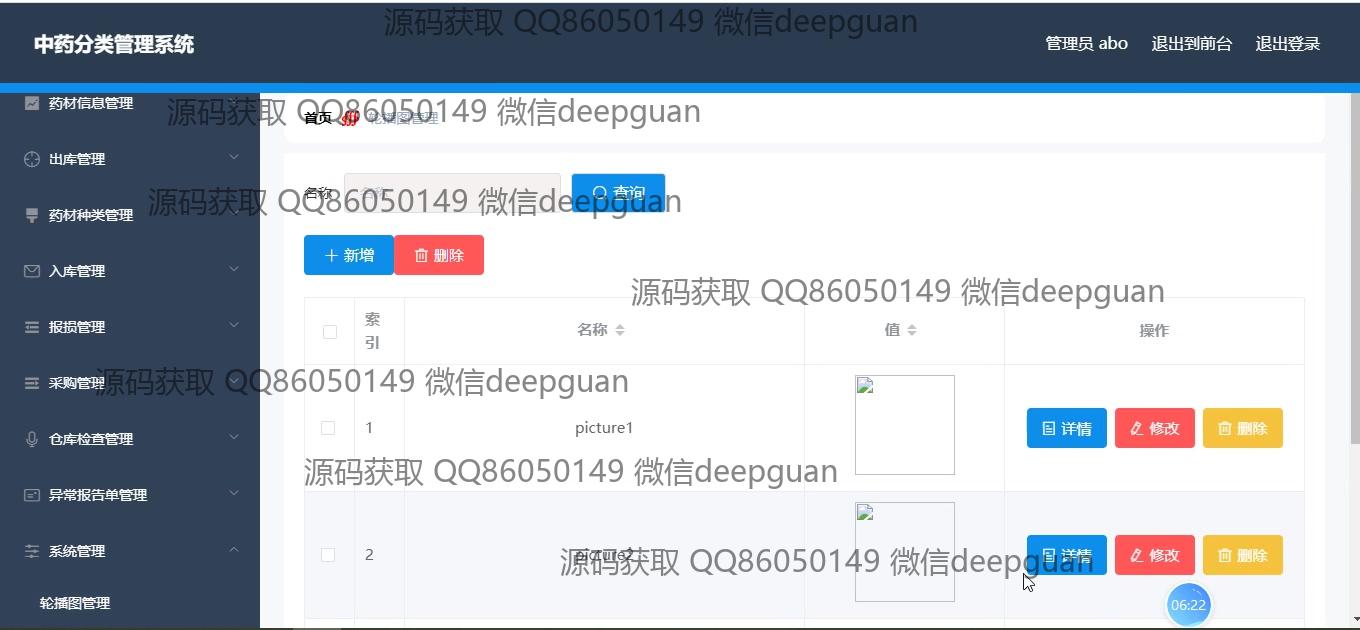 源码获取 QQ86050149 微信deepguan
中药分类管理系统
管理员 abo 退出到前台 退出登录
药材信息管理
源码获取 QQ86050149 微信deepguan
首页 轮播图管理
出库管理
名称 名称 查询
源码获取 QQ86050149 微信deepguan
药材种类管理
新增 删除
入库管理
源码获取 QQ86050149 微信deepguan
索引 名称 值 操作
报损管理
采购管理
源码获取 QQ86050149 微信deepguan
1 picture1 详情 修改 删除
仓库检查管理
源码获取 QQ86050149 微信deepguan
异常报告单管理
系统管理
2 picture2 详情 修改 删除
源码获取 QQ86050149 微信deepguan
轮播图管理
06:22